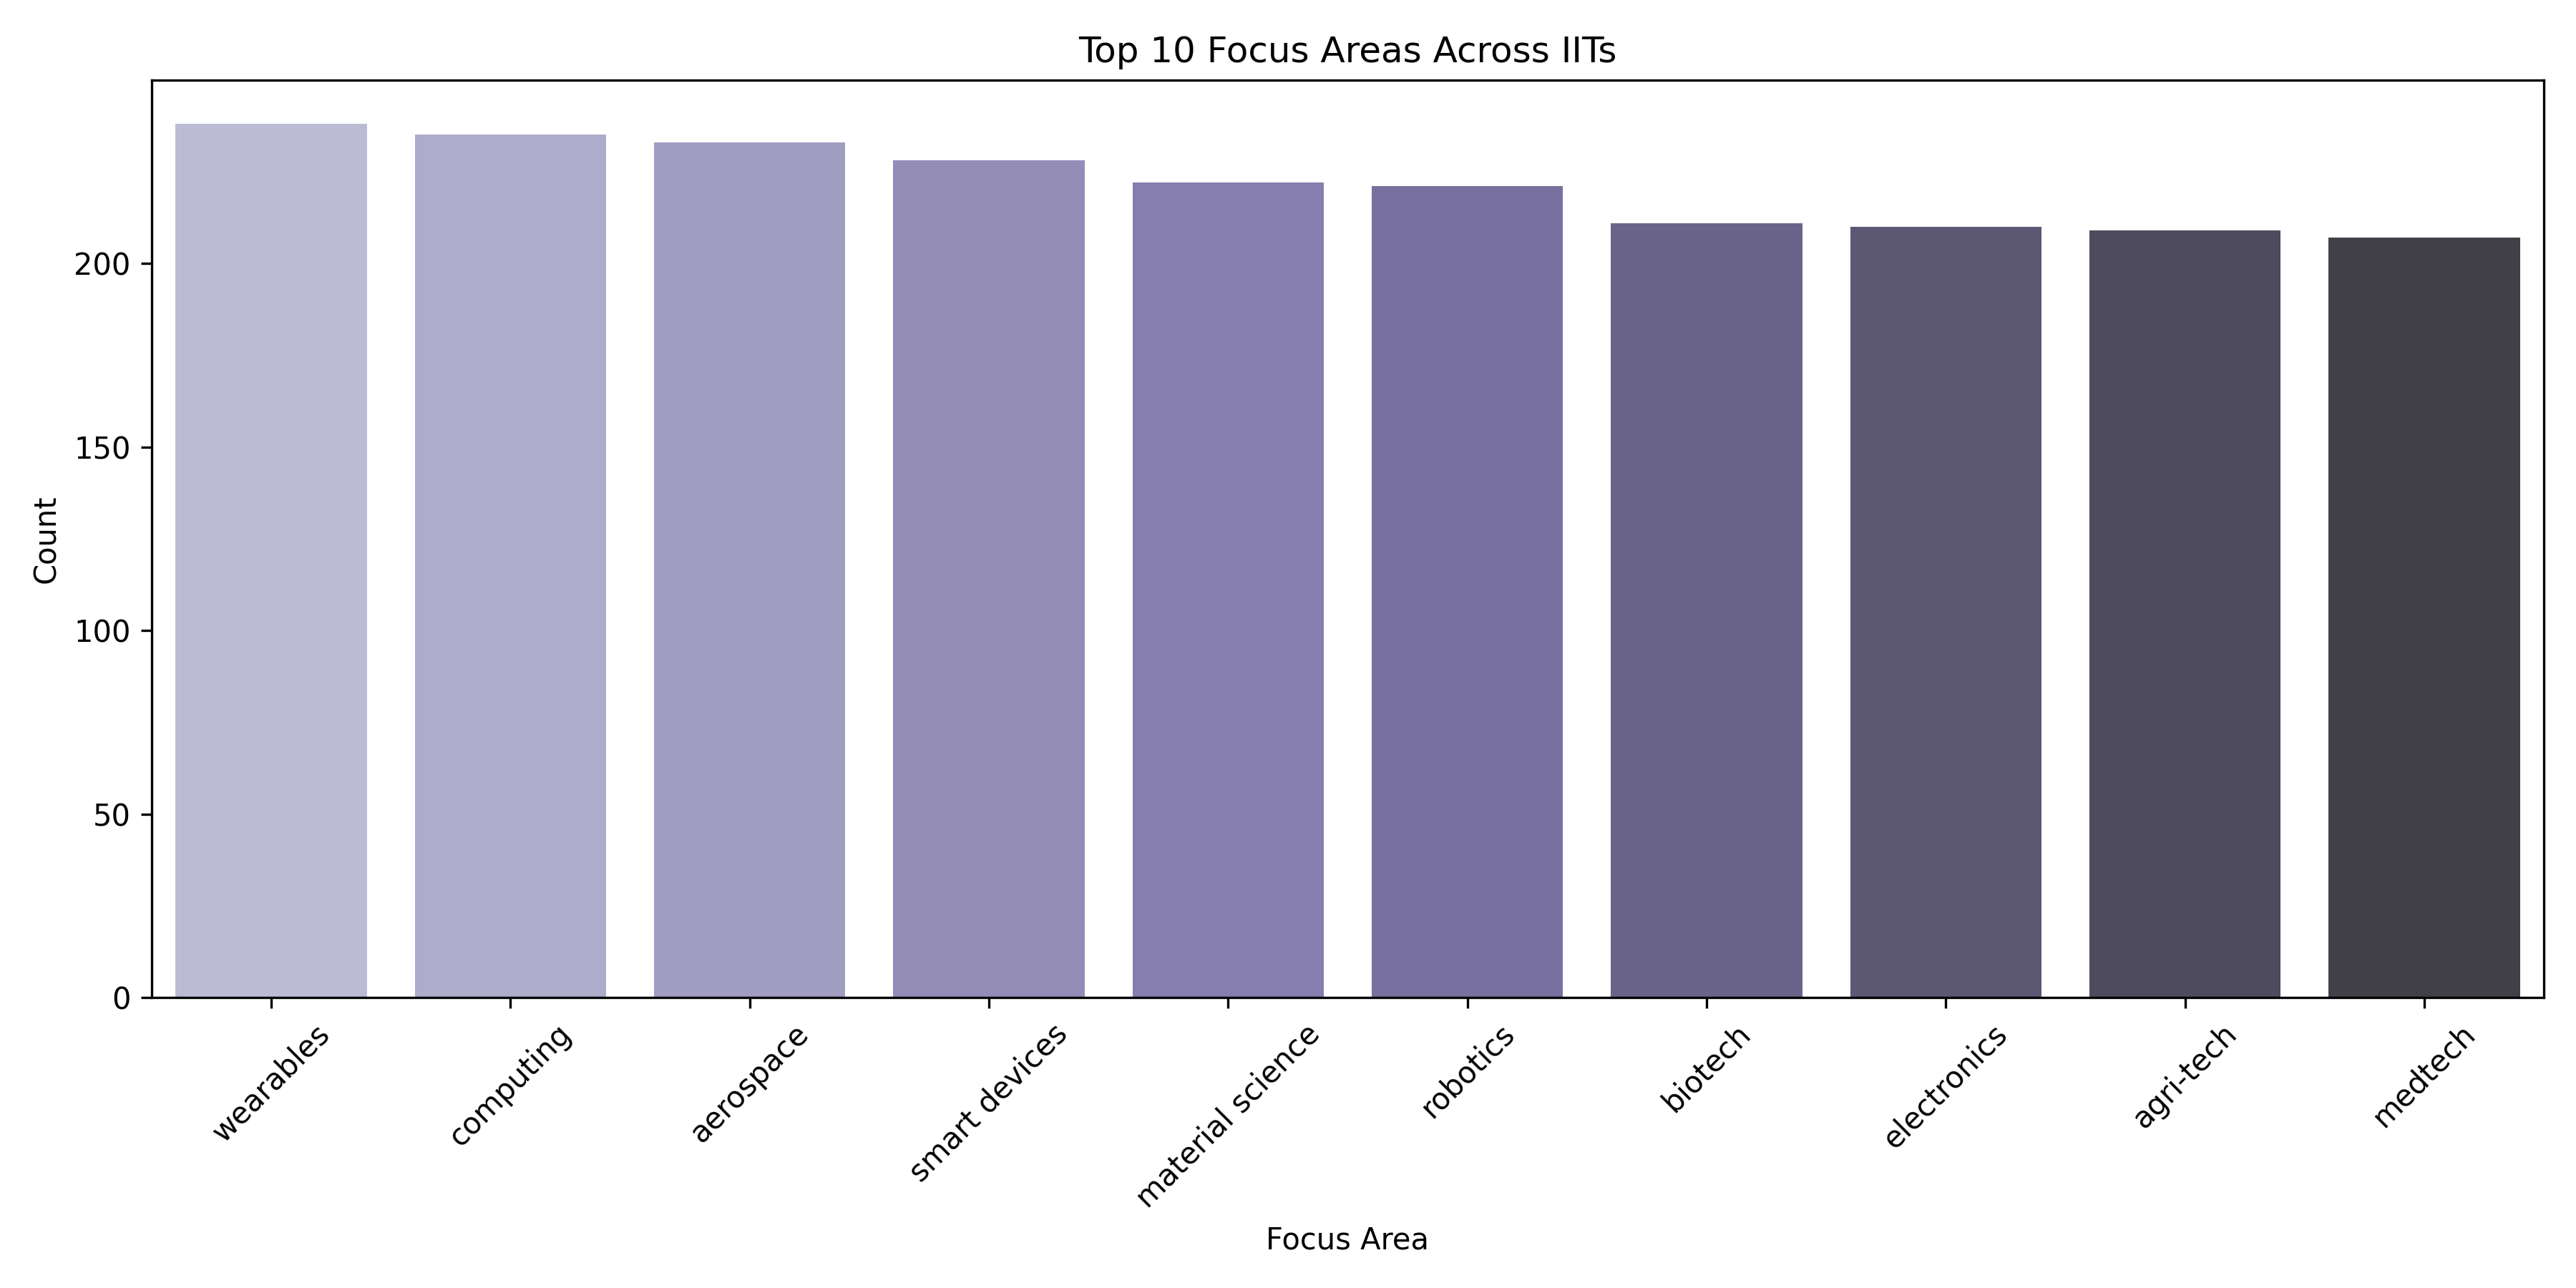 Top 10 Focus Areas Across IITs
Count
200
150
100
50
0
wearables
computing
aerospace
smart devices
material science
robotics
biotech
electronics
agri-tech
medtech
Focus Area